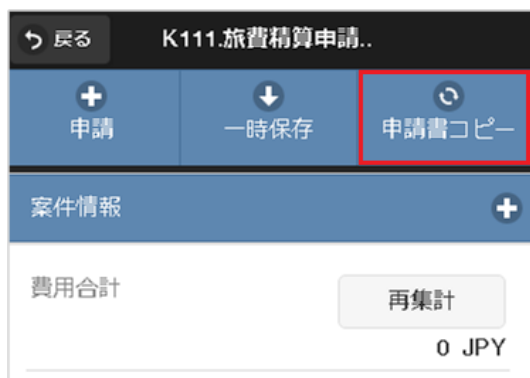 戻る K111.旅費精算申請..
申請 一時保存 申請書コピー
案件情報
費用合計
再集計
0 JPY